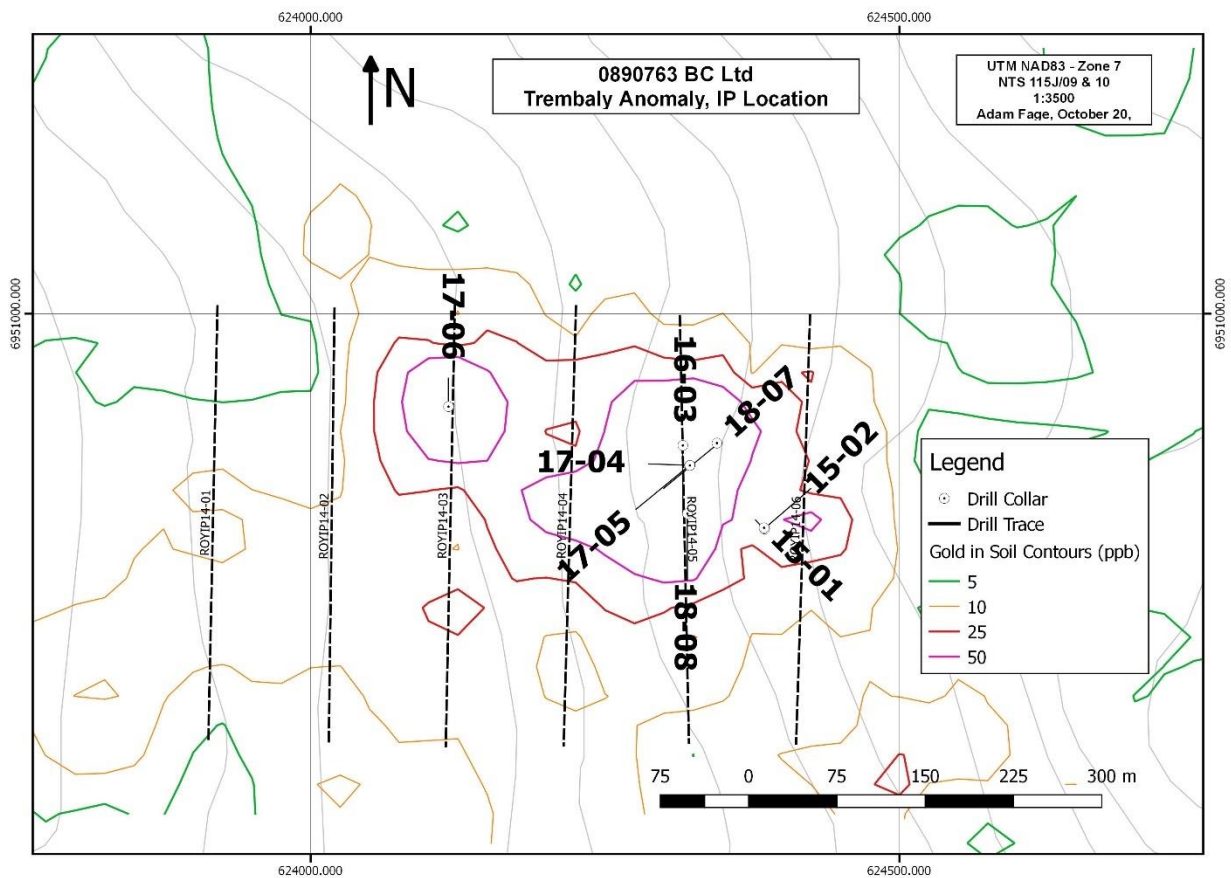 624000.000
624500.000
N
0890763 BC Ltd
Trembaly Anomaly, IP Location
UTM NAD83 - Zone 7
NTS 115J/09 & 10
1:3500
Adam Fage, October 20,
6951000.000
6951000.000
17-06
16-03
18-07
17-04
15-02
17-05
15-01
18-08
ROYIP14-01
ROYIP14-02
ROYIP14-03
ROYIP14-04
ROYIP14-05
ROYIP14-06
Legend
Drill Collar
Drill Trace
Gold in Soil Contours (ppb)
5
10
25
50
75 0 75 150 225 300 m
624000.000
624500.000